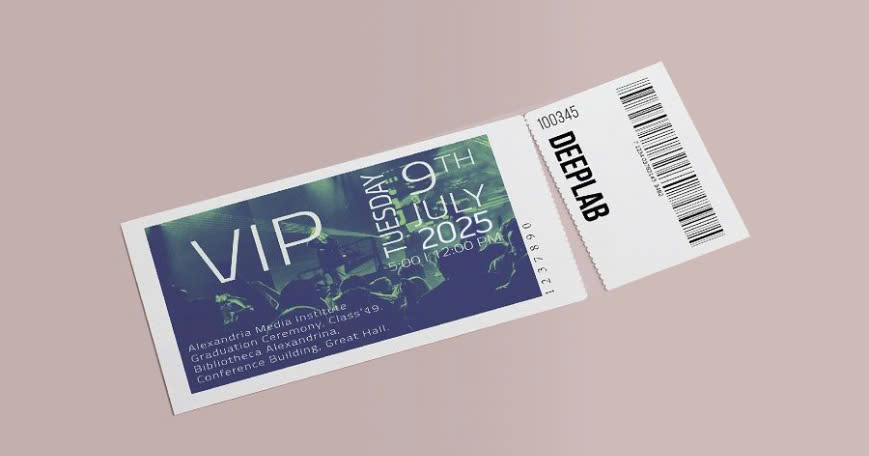 VIP
TUESDAY
9TH
JULY
2025
5:00 | 12:00 PM
Alexandria Media Institute
Graduation Ceremony, Class'49.
Bibliotheca Alexandrina,
Conference Building, Great Hall.
1237890
100345
DEEPLAB